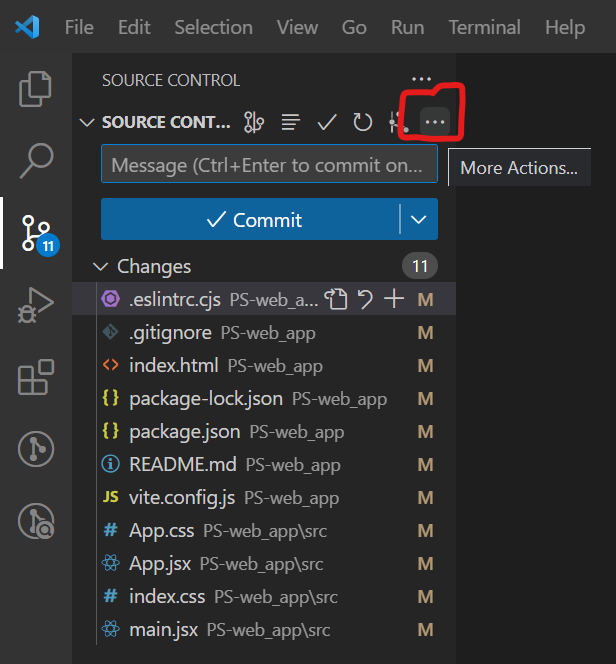 File Edit Selection View Go Run Terminal Help
SOURCE CONTROL ...
SOURCE CONT... ...
Message (Ctrl+Enter to commit on...
More Actions...
Commit
11
Changes 11
.eslintrc.cjs PS-web_a... M
.gitignore PS-web_app M
index.html PS-web_app M
{} package-lock.json PS-web_app M
{} package.json PS-web_app M
README.md PS-web_app M
JS vite.config.js PS-web_app M
# App.css PS-web_app\src M
App.jsx PS-web_app\src M
# index.css PS-web_app\src M
main.jsx PS-web_app\src M